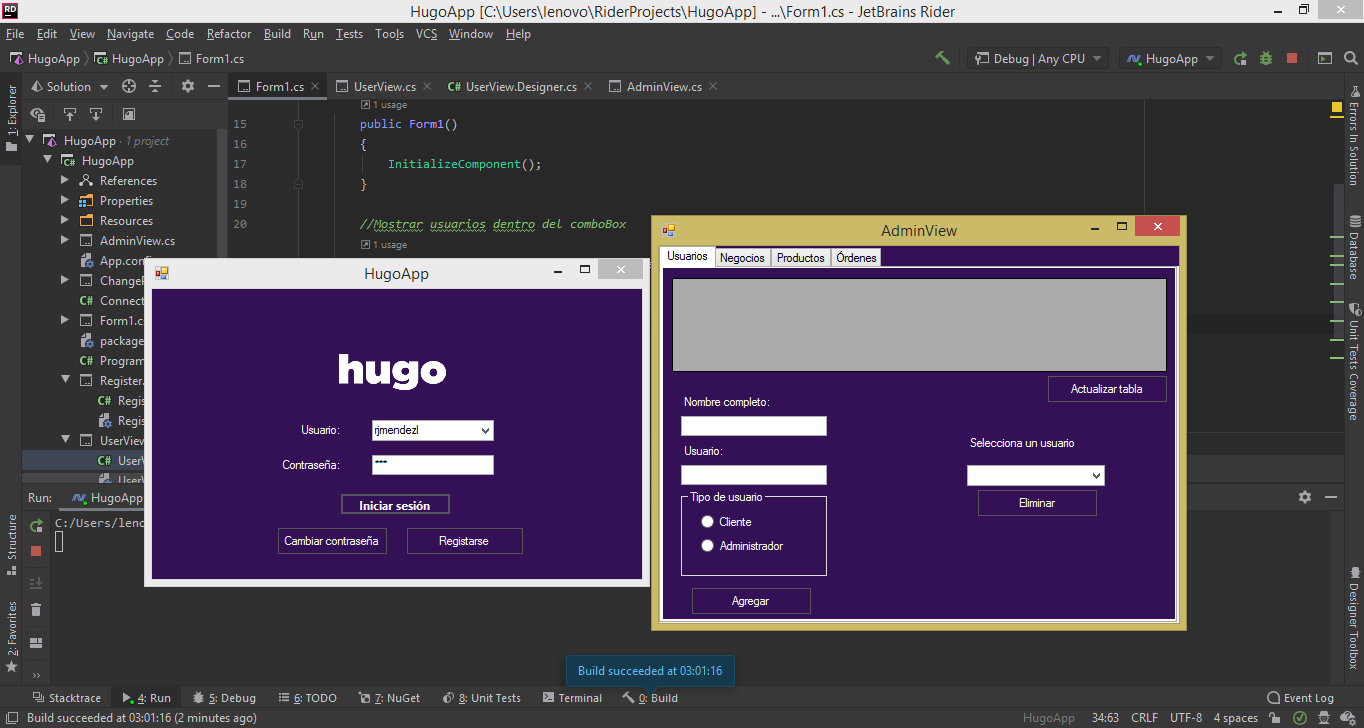 HugoApp [C:\Users\lenovo\RiderProjects\HugoApp] - ...\Form1.cs - JetBrains Rider
File Edit View Navigate Code Refactor Build Run Tests Tools VCS Window Help
HugoApp HugoApp Form1.cs
Debug | Any CPU HugoApp
1: Explorer
Solution
Form1.cs UserView.cs UserView.Designer.cs AdminView.cs
HugoApp · 1 project
HugoApp
References
Properties
Resources
AdminView.cs
App.config
Connect
Form1.cs
package
Program
Register.
Regis
Regis
UserView
User
User
1 usage
15 public Form1()
16 {
17 InitializeComponent();
18 }
19
20 //Mostrar usuarios dentro del comboBox
1 usage
HugoApp
hugo
Usuario: rjmendezl
Contraseña: ***
Iniciar sesión
Cambiar contraseña Registarse
AdminView
Usuarios Negocios Productos Órdenes
Actualizar tabla
Nombre completo:
Usuario:
Tipo de usuario
Cliente
Administrador
Agregar
Selecciona un usuario
Eliminar
Errors In Solution
Database
Unit Tests Coverage
Designer Toolbox
Run: HugoApp
C:/Users/leno
Structure
2: Favorites
Build succeeded at 03:01:16
Stacktrace 4: Run 5: Debug 6: TODO 7: NuGet 8: Unit Tests Terminal 0: Build Event Log
Build succeeded at 03:01:16 (2 minutes ago)
HugoApp 34:63 CRLF UTF-8 4 spaces